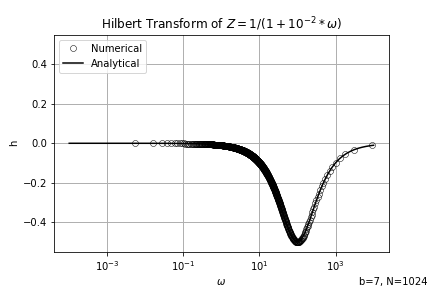 Hilbert Transform of $Z = 1/(1 + 10^{-2} * \omega)$
Numerical
Analytical
h
0.4
0.2
0.0
−0.2
−0.4
10⁻³ 10⁻¹ 10¹ 10³
ω
b=7, N=1024